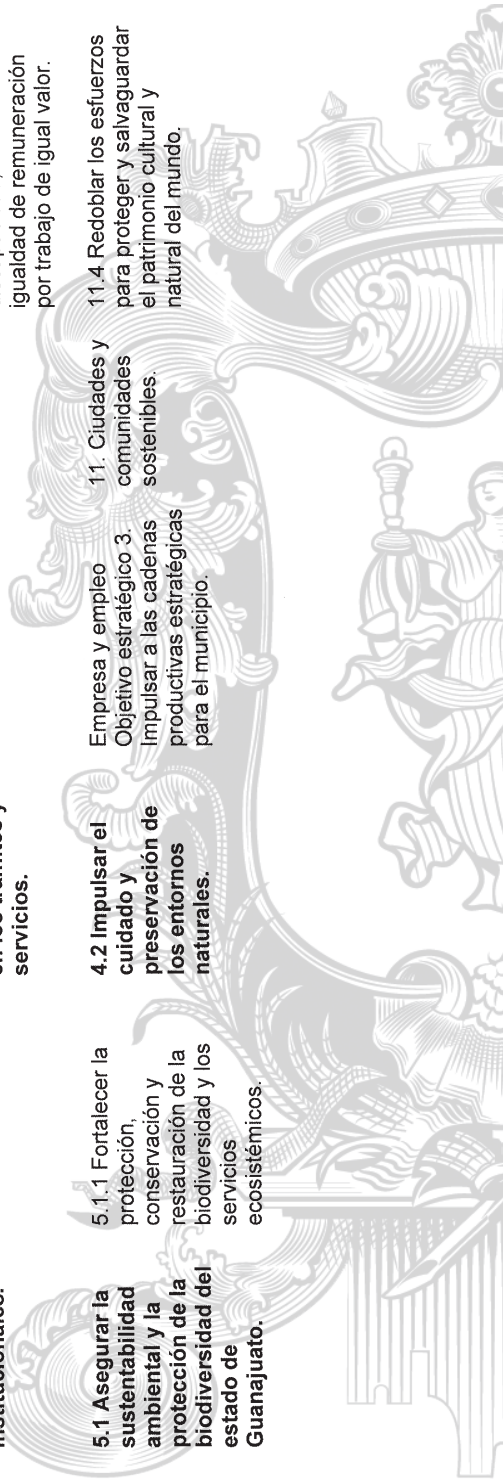 servicios.
igualdad de remuneración
por trabajo de igual valor.
5.1 Asegurar la
sustentabilidad
ambiental y la
protección de la
biodiversidad del
estado de
Guanajuato.
5.1.1 Fortalecer la
protección,
conservación y
restauración de la
biodiversidad y los
servicios
ecosistémicos.
4.2 Impulsar el
cuidado y
preservación de
los entornos
naturales.
Empresa y empleo
Objetivo estratégico 3.
Impulsar a las cadenas
productivas estratégicas
para el municipio.
11. Ciudades y
comunidades
sostenibles.
11.4 Redoblar los esfuerzos
para proteger y salvaguardar
el patrimonio cultural y
natural del mundo.